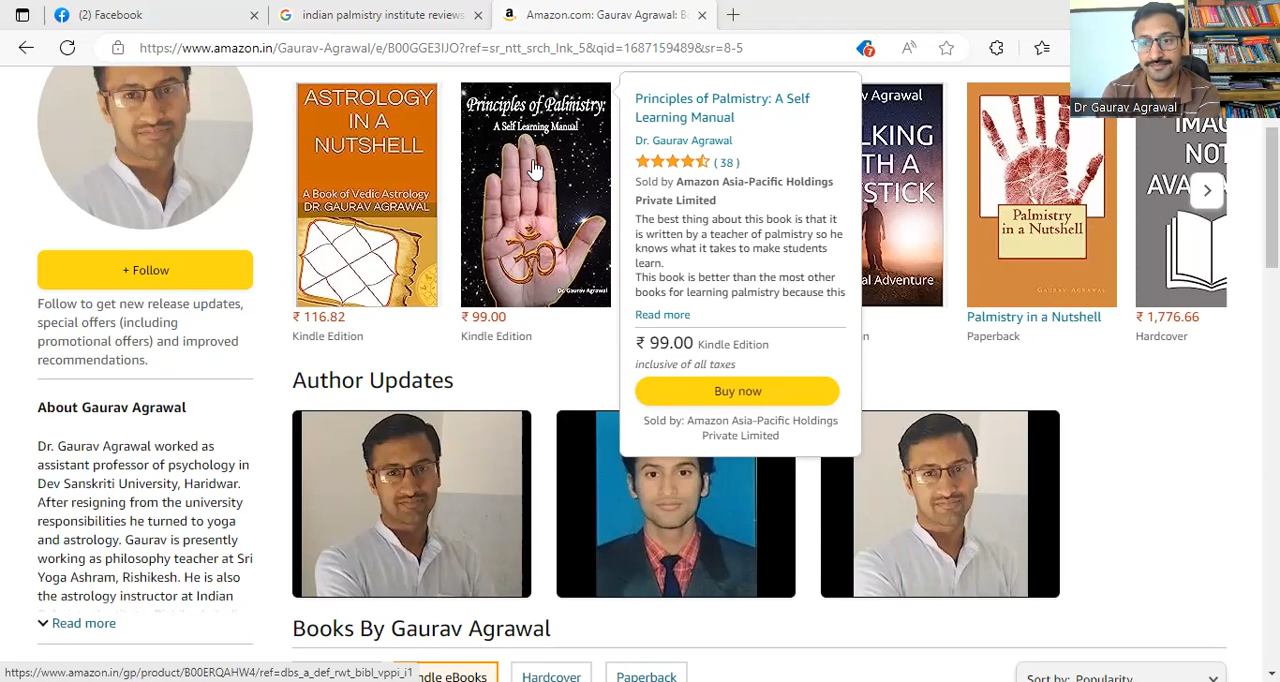 (2) Facebook
indian palmistry institute reviews
Amazon.com: Gaurav Agrawal: B
https://www.amazon.in/Gaurav-Agrawal/e/B00GGE3IJO?ref=sr_ntt_srch_lnk_5&qid=1687159489&sr=8-5
7
Dr Gaurav Agrawal
+ Follow
Follow to get new release updates,
special offers (including
promotional offers) and improved
recommendations.
About Gaurav Agrawal
Dr. Gaurav Agrawal worked as
assistant professor of psychology in
Dev Sanskriti University, Haridwar.
After resigning from the university
responsibilities he turned to yoga
and astrology. Gaurav is presently
working as philosophy teacher at Sri
Yoga Ashram, Rishikesh. He is also
the astrology instructor at Indian
Read more
ASTROLOGY
IN A
NUTSHELL
A Book of Vedic Astrology
DR. GAURAV AGRAWAL
₹ 116.82
Kindle Edition
Principles of Palmistry:
A Self Learning Manual
ॐ
Dr. Gaurav Agrawal
₹ 99.00
Kindle Edition
Principles of Palmistry: A Self
Learning Manual
Dr. Gaurav Agrawal
( 38 )
Sold by Amazon Asia-Pacific Holdings
Private Limited
The best thing about this book is that it
is written by a teacher of palmistry so he
knows what it takes to make students
learn.
This book is better than the most other
books for learning palmistry because this
Read more
₹ 99.00 Kindle Edition
inclusive of all taxes
Buy now
Sold by: Amazon Asia-Pacific Holdings
Private Limited
v Agrawal
LKING
H A
STICK
al Adventure
n
Palmistry
in a Nutshell
GAURAV AGRAWAL
Palmistry in a Nutshell
Paperback
IMAG
NOT
AVA
₹ 1,776.66
Hardcover
Author Updates
Books By Gaurav Agrawal
ndle eBooks
Hardcover
Paperback
Sort by: Popularity
https://www.amazon.in/gp/product/B00ERQAHW4/ref=dbs_a_def_rwt_bibl_vppi_i1